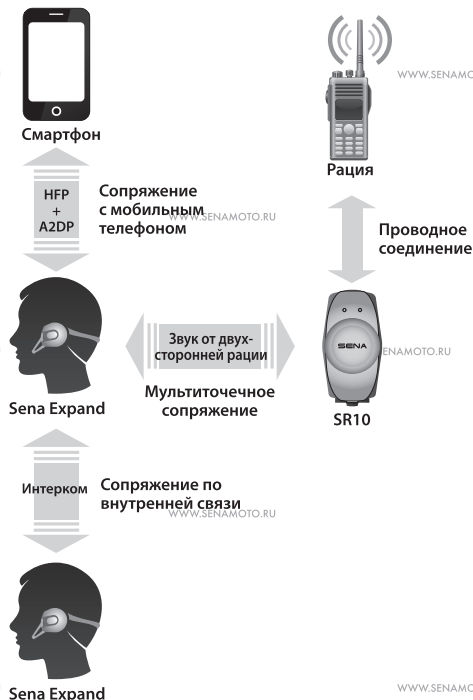 Смартфон
WWW.SENAMC
Рация
HFP
+
A2DP
Сопряжение
с мобильным
телефоном
WWW.SENAMOTO.RU
Проводное
соединение
Звук от двух-
сторонней рации
SENA
ENAMOTO.RU
Sena Expand
Мультиточечное
сопряжение
SR10
Интерком
Сопряжение по
внутренней связи
WWW.SENAMOTO.RU
Sena Expand
WWW.SENAMC